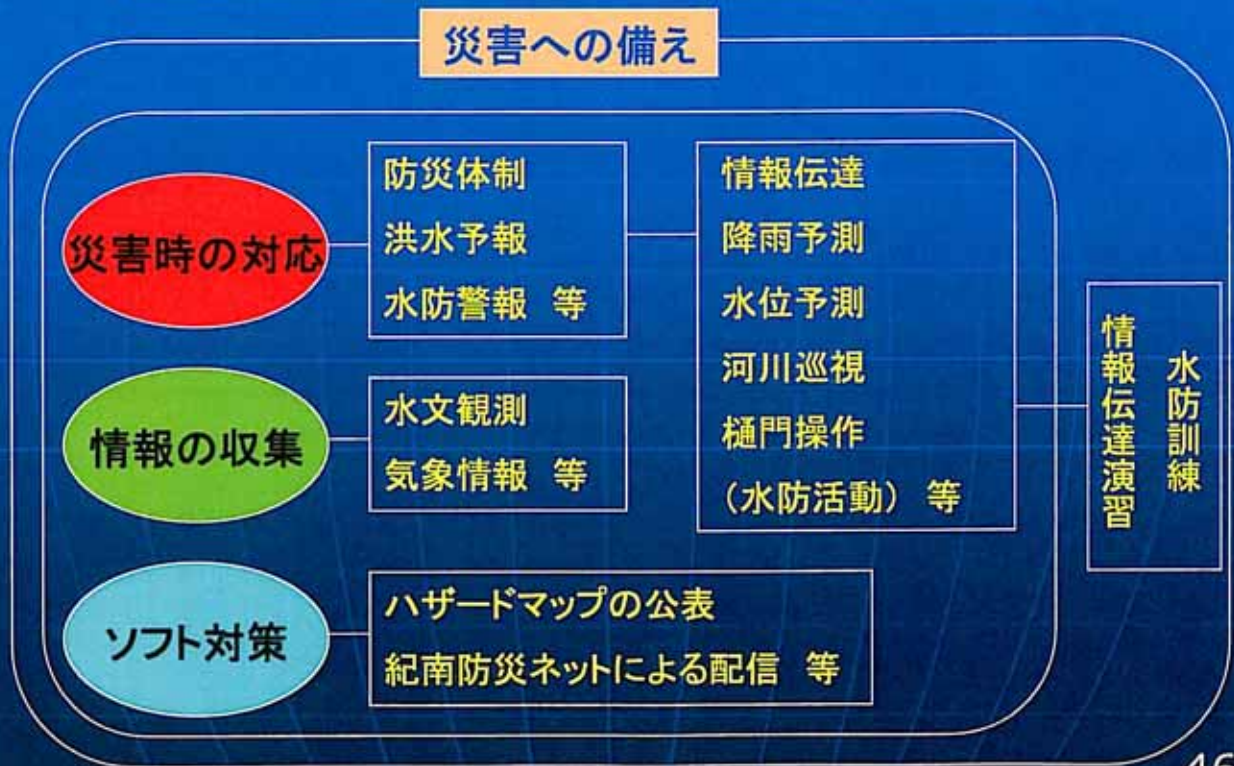 災害への備え
災害時の対応
防災体制
洪水予報
水防警報 等
情報伝達
降雨予測
水位予測
河川巡視
樋門操作
(水防活動) 等
情報の収集
水文観測
気象情報 等
ソフト対策
ハザードマップの公表
紀南防災ネットによる配信 等
水防訓練
情報伝達演習